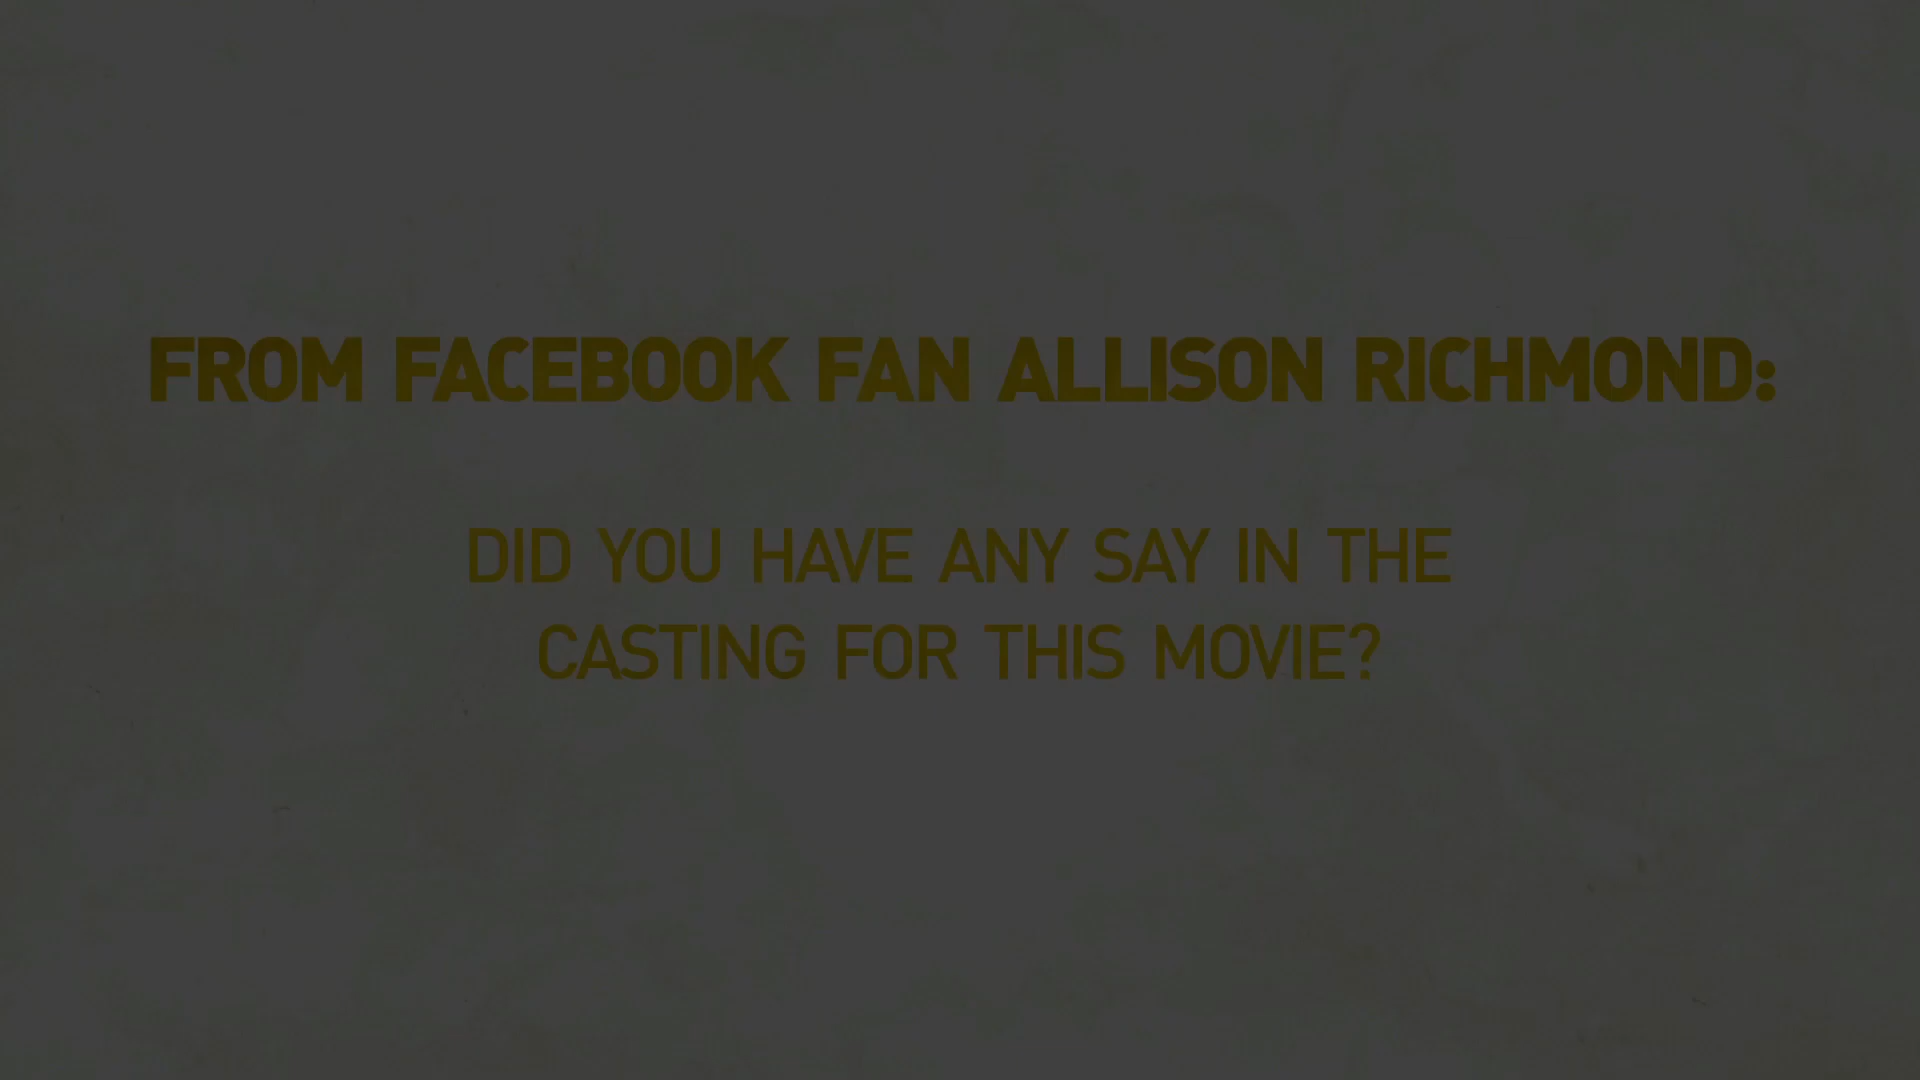 FROM FACEBOOK FAN ALLISON RICHMOND:
DID YOU HAVE ANY SAY IN THE
CASTING FOR THIS MOVIE?